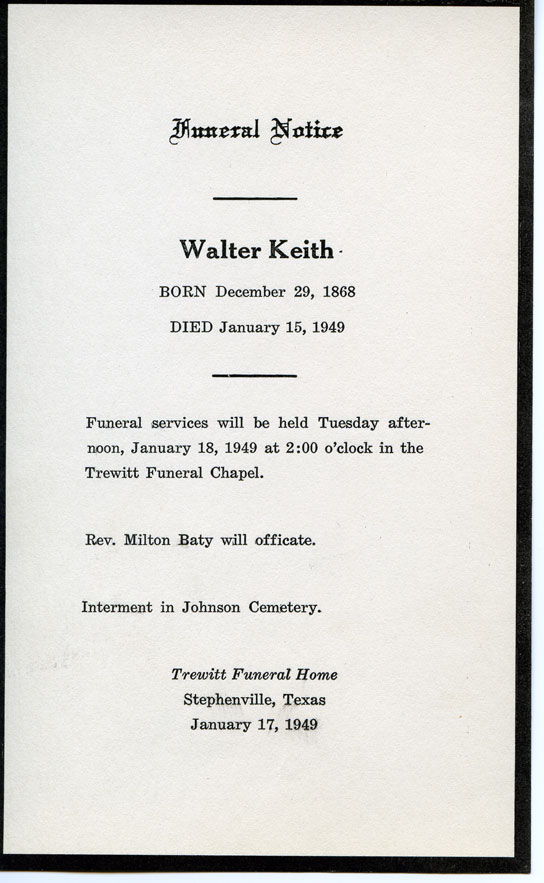 Funeral Notice
Walter Keith
BORN December 29, 1868
DIED January 15, 1949
Funeral services will be held Tuesday after-
noon, January 18, 1949 at 2:00 o'clock in the
Trewitt Funeral Chapel.
Rev. Milton Baty will officate.
Interment in Johnson Cemetery.
Trewitt Funeral Home
Stephenville, Texas
January 17, 1949